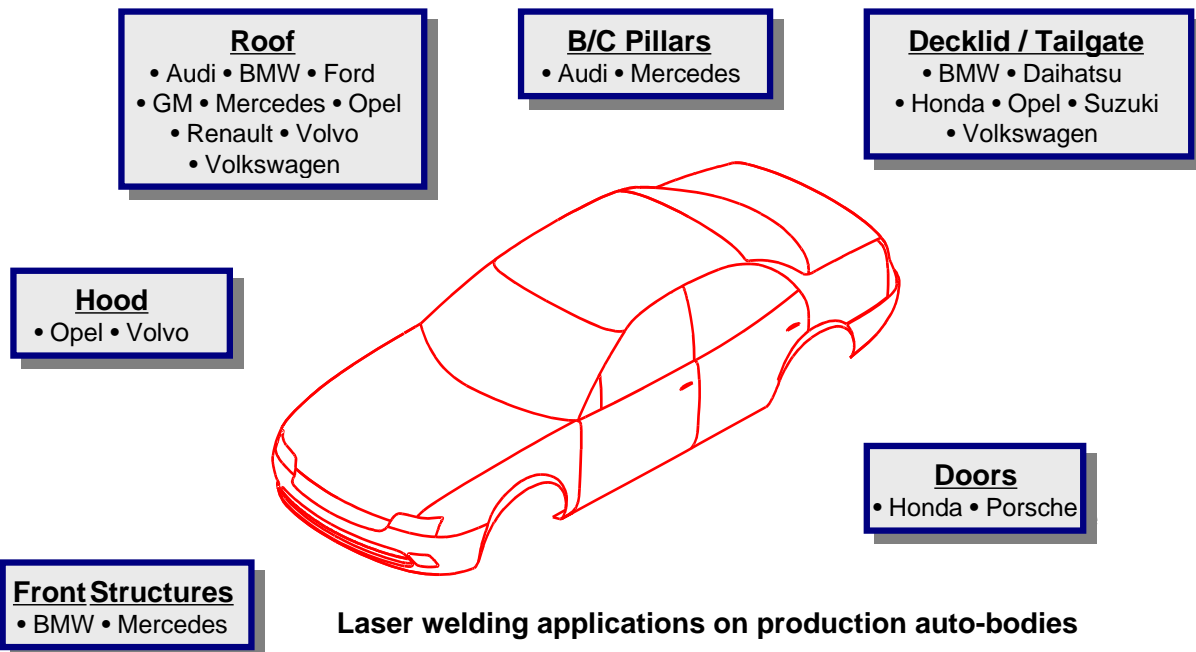 Roof
• Audi • BMW • Ford
• GM • Mercedes • Opel
• Renault • Volvo
• Volkswagen
B/C Pillars
• Audi • Mercedes
Decklid / Tailgate
• BMW • Daihatsu
• Honda • Opel • Suzuki
• Volkswagen
Hood
• Opel • Volvo
Doors
• Honda • Porsche
Front Structures
• BMW • Mercedes
Laser welding applications on production auto-bodies